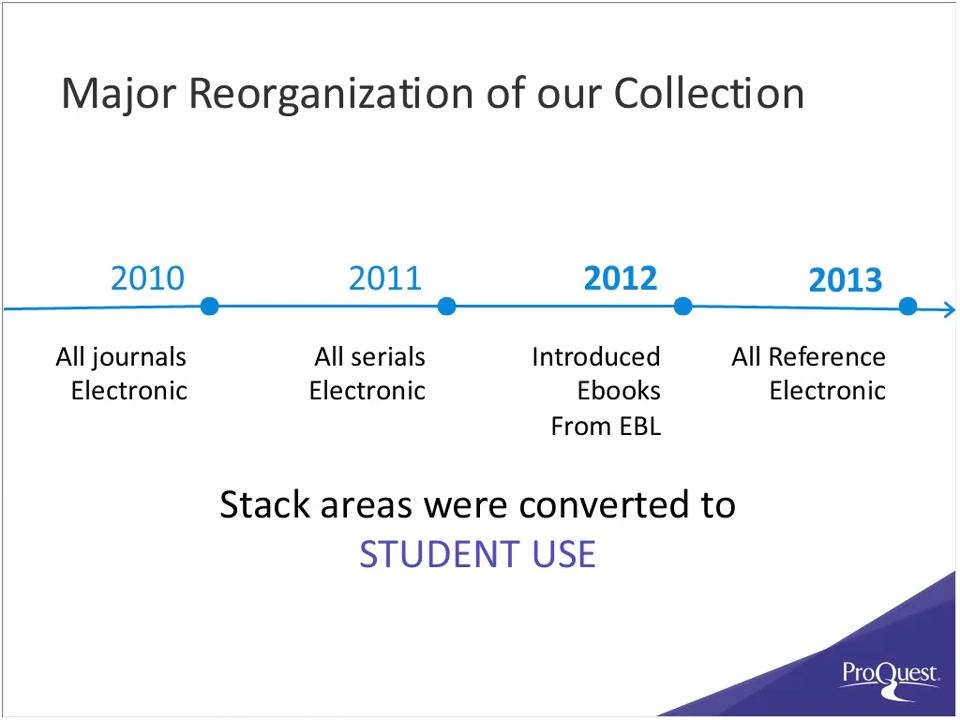 Major Reorganization of our Collection
2010
2011
2012
2013
All journals
Electronic
All serials
Electronic
Introduced
Ebooks
From EBL
All Reference
Electronic
Stack areas were converted to
STUDENT USE
ProQuest